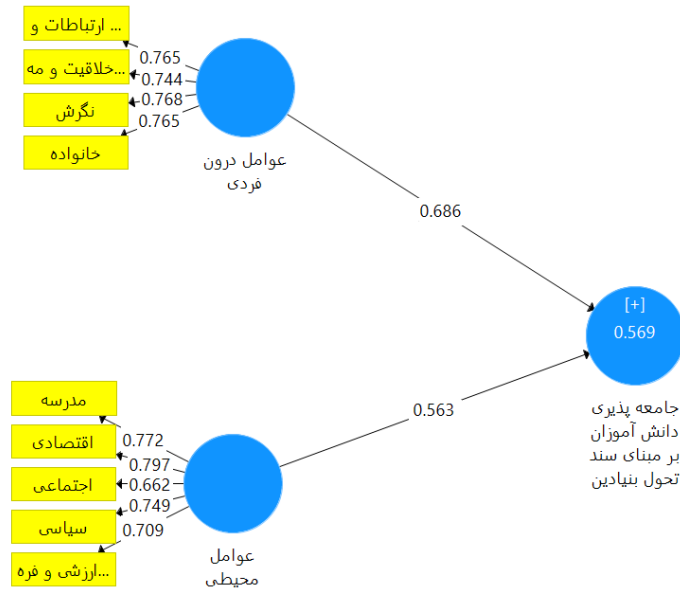 ارتباطات و ...
0.765
خلاقیت و مه...
0.744
نگرش
0.768
خانواده
0.765
عوامل درون
فردی
0.686
[+]
0.569
جامعه پذیری
دانش آموزان
بر مبنای سند
تحول بنیادین
0.563
مدرسه
0.772
اقتصادی
0.797
اجتماعی
0.662
سیاسی
0.749
ارزشی و فره...
0.709
عوامل
محیطی